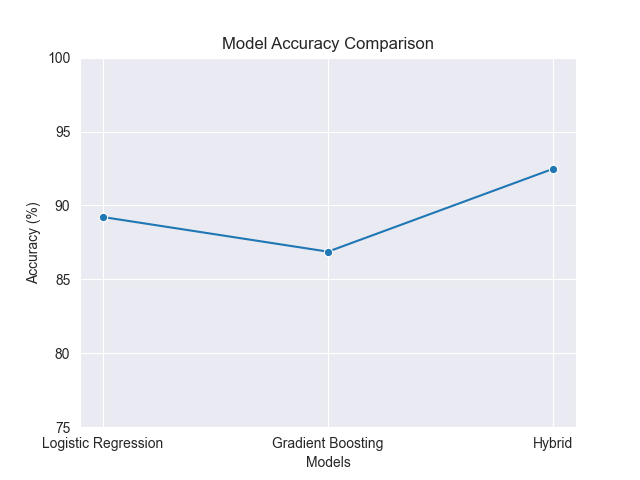 Model Accuracy Comparison
100
95
90
85
80
75
Accuracy (%)
Logistic Regression
Gradient Boosting
Hybrid
Models